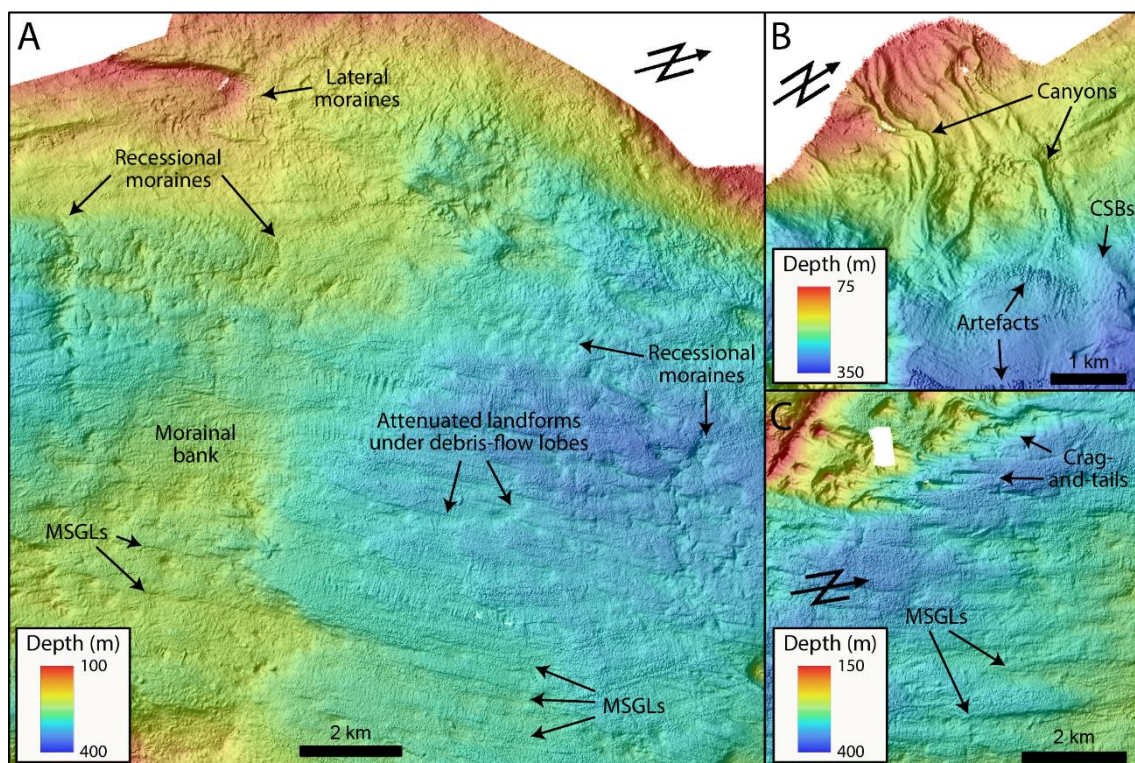 A
Lateral
moraines
Recessional
moraines
Recessional
moraines
Attenuated landforms
under debris-flow lobes
Morainal
bank
MSGLs
MSGLs
Depth (m)
100
400
2 km
B
Canyons
CSBs
Depth (m)
75
350
Artefacts
1 km
C
Crag-
and-tails
MSGLs
Depth (m)
150
400
2 km